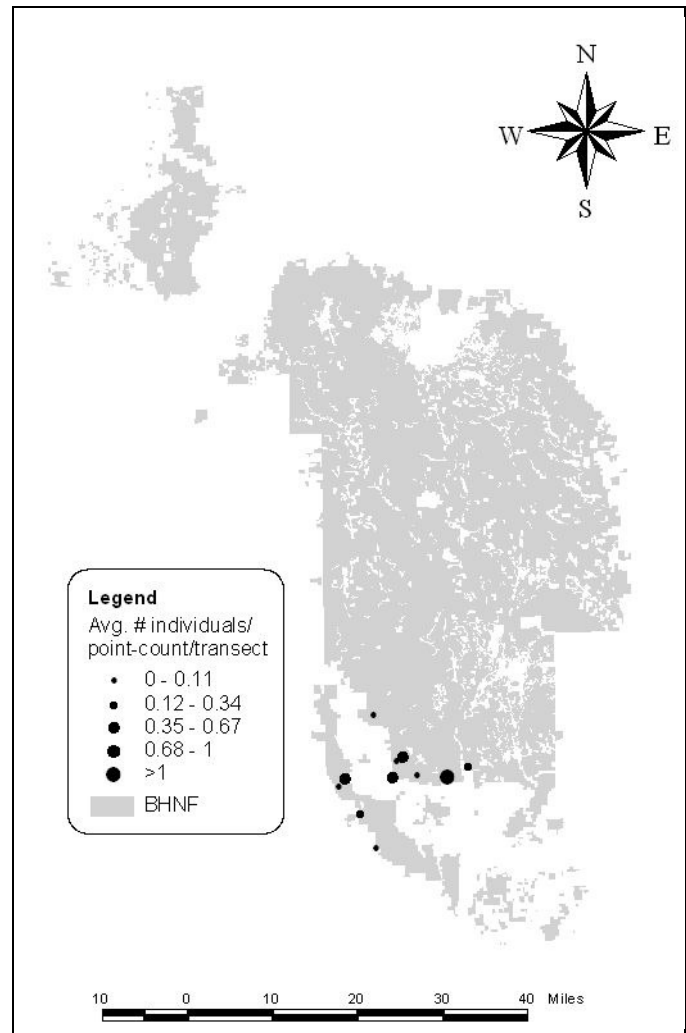 N
W E
S
Legend
Avg. # individuals/
point-count/transect
0 - 0.11
0.12 - 0.34
0.35 - 0.67
0.68 - 1
>1
BHNF
10 0 10 20 30 40 Miles